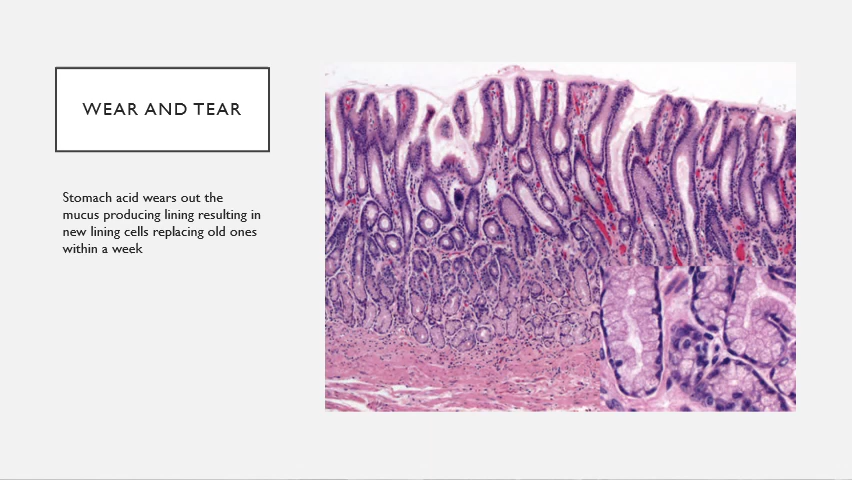 WEAR AND TEAR
Stomach acid wears out the
mucus producing lining resulting in
new lining cells replacing old ones
within a week